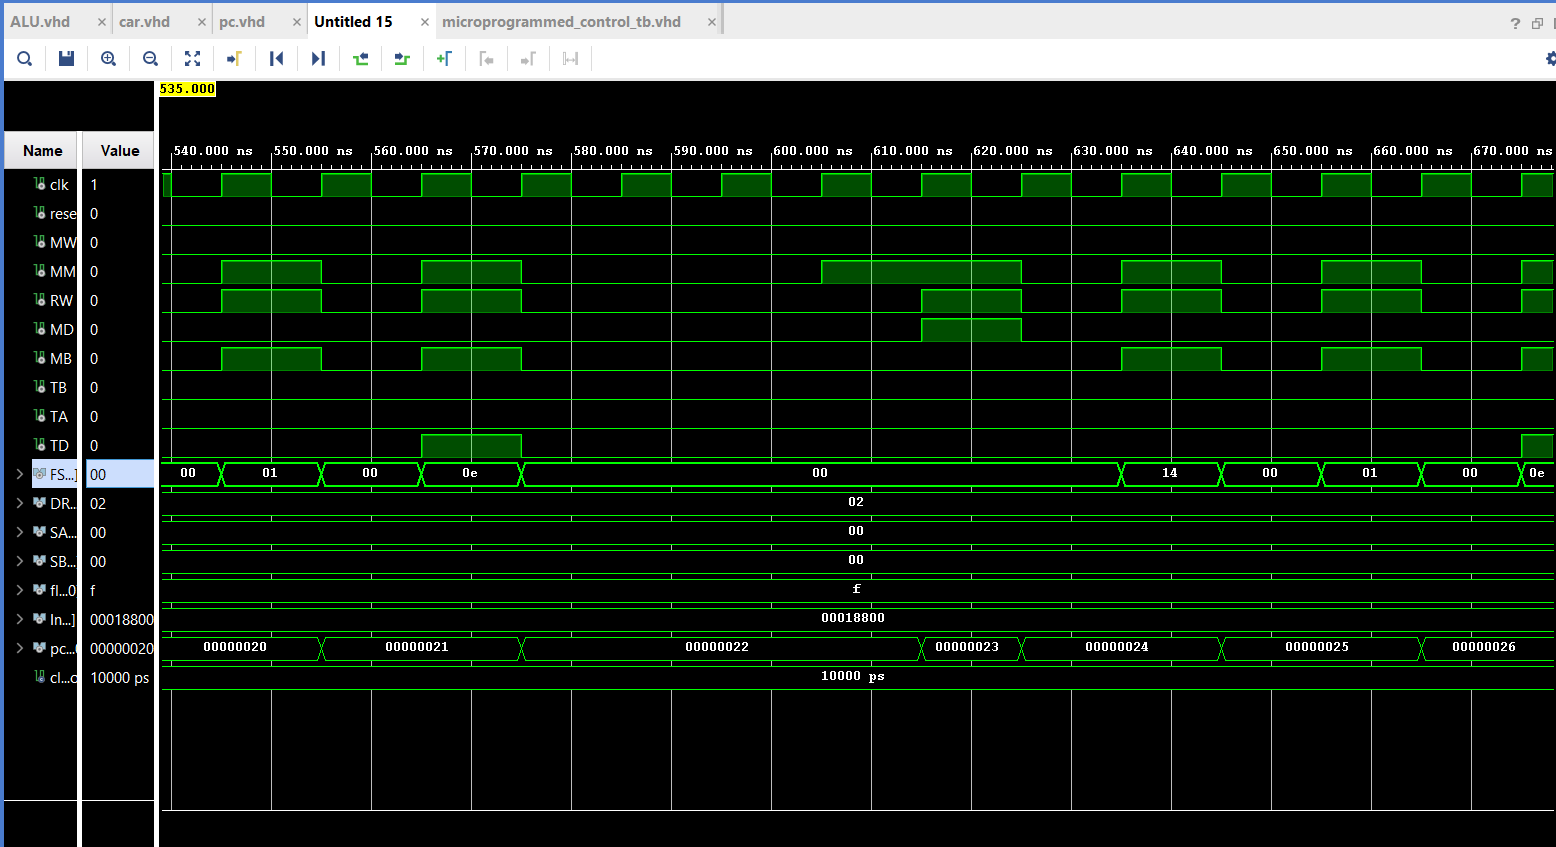 ALU.vhd × car.vhd × pc.vhd × Untitled 15 × microprogrammed_control_tb.vhd × ?
535.000
Name Value 540.000 ns 550.000 ns 560.000 ns 570.000 ns 580.000 ns 590.000 ns 600.000 ns 610.000 ns 620.000 ns 630.000 ns 640.000 ns 650.000 ns 660.000 ns 670.000 ns
clk 1
rese 0
MW 0
MM 0
RW 0
MD 0
MB 0
TB 0
TA 0
TD 0
FS...] 00 00 01 00 0e 00 14 00 01 00 0e
DR... 02 02
SA... 00 00
SB... 00 00
fl...0 f f
In...] 00018800 00018800
pc... 00000020 00000020 00000021 00000022 00000023 00000024 00000025 00000026
cl...c 10000 ps 10000 ps